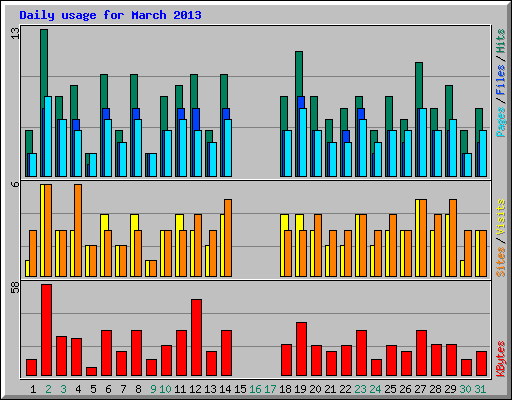 Daily usage for March 2013
13
Pages / Files / Hits
6
Sites / Visits
58
KBytes
1 2 3 4 5 6 7 8 9 10 11 12 13 14 15 16 17 18 19 20 21 22 23 24 25 26 27 28 29 30 31